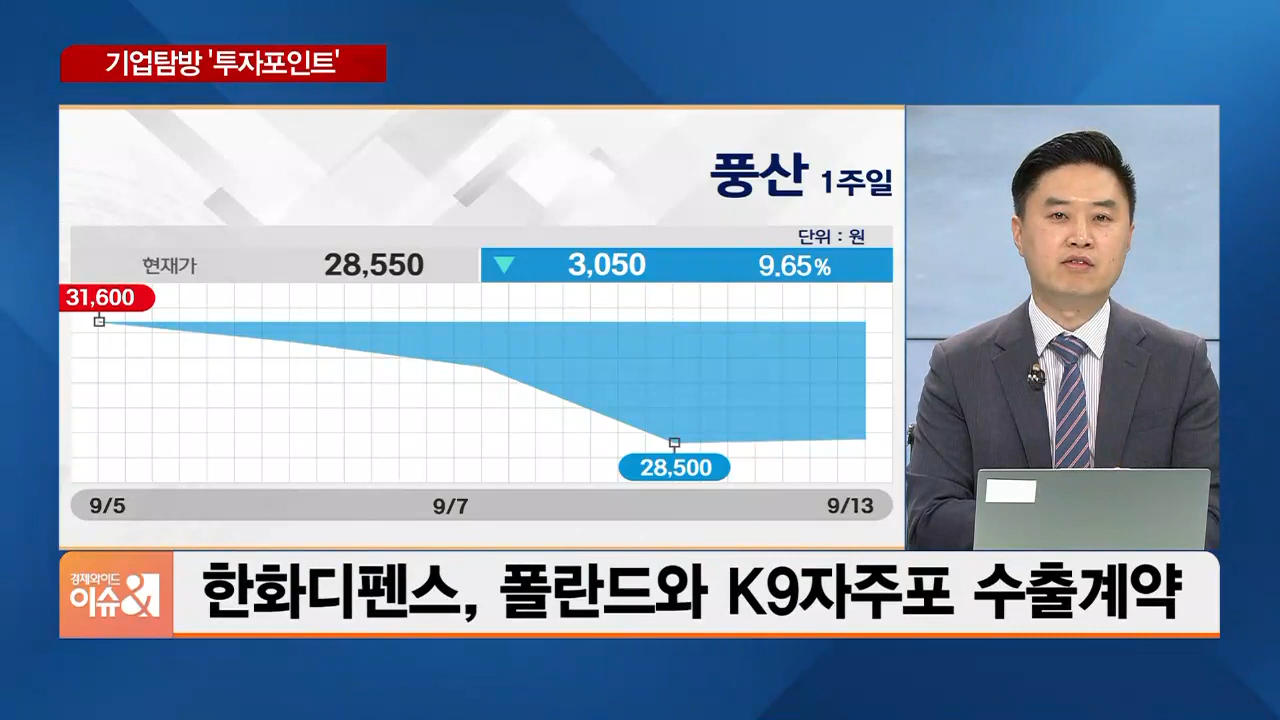 기업탐방 '투자포인트'
풍산 1주일
단위 : 원
현재가 28,550 ▼ 3,050 9.65%
31,600
28,500
9/5 9/7 9/13
경제와이드
이슈&
한화디펜스, 폴란드와 K9자주포 수출계약